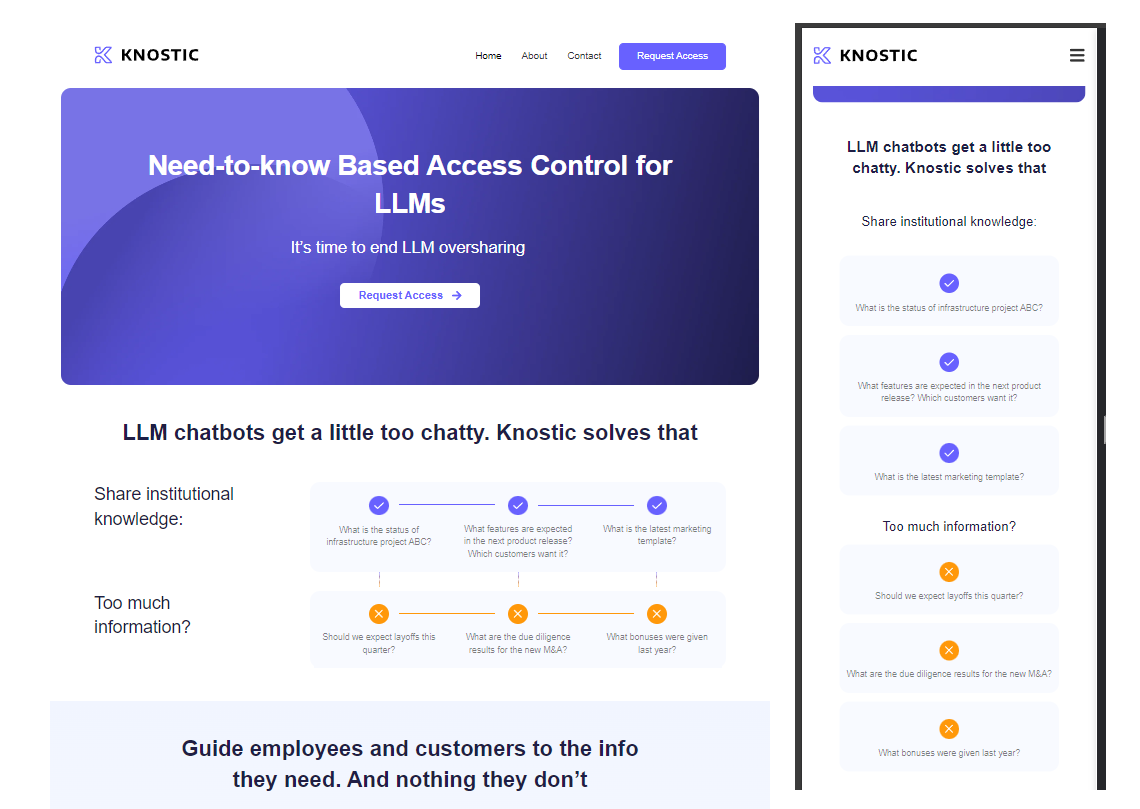 KNOSTIC
Home About Contact Request Access
Need-to-know Based Access Control for
LLMs
It’s time to end LLM oversharing
Request Access
LLM chatbots get a little too chatty. Knostic solves that
Share institutional
knowledge:
What is the status of
infrastructure project ABC?
What features are expected
in the next product release?
Which customers want it?
What is the latest marketing
template?
Too much
information?
Should we expect layoffs this
quarter?
What are the due diligence
results for the new M&A?
What bonuses were given
last year?
Guide employees and customers to the info
they need. And nothing they don’t
KNOSTIC
LLM chatbots get a little too
chatty. Knostic solves that
Share institutional knowledge:
What is the status of infrastructure project ABC?
What features are expected in the next product
release? Which customers want it?
What is the latest marketing template?
Too much information?
Should we expect layoffs this quarter?
What are the due diligence results for the new M&A?
What bonuses were given last year?